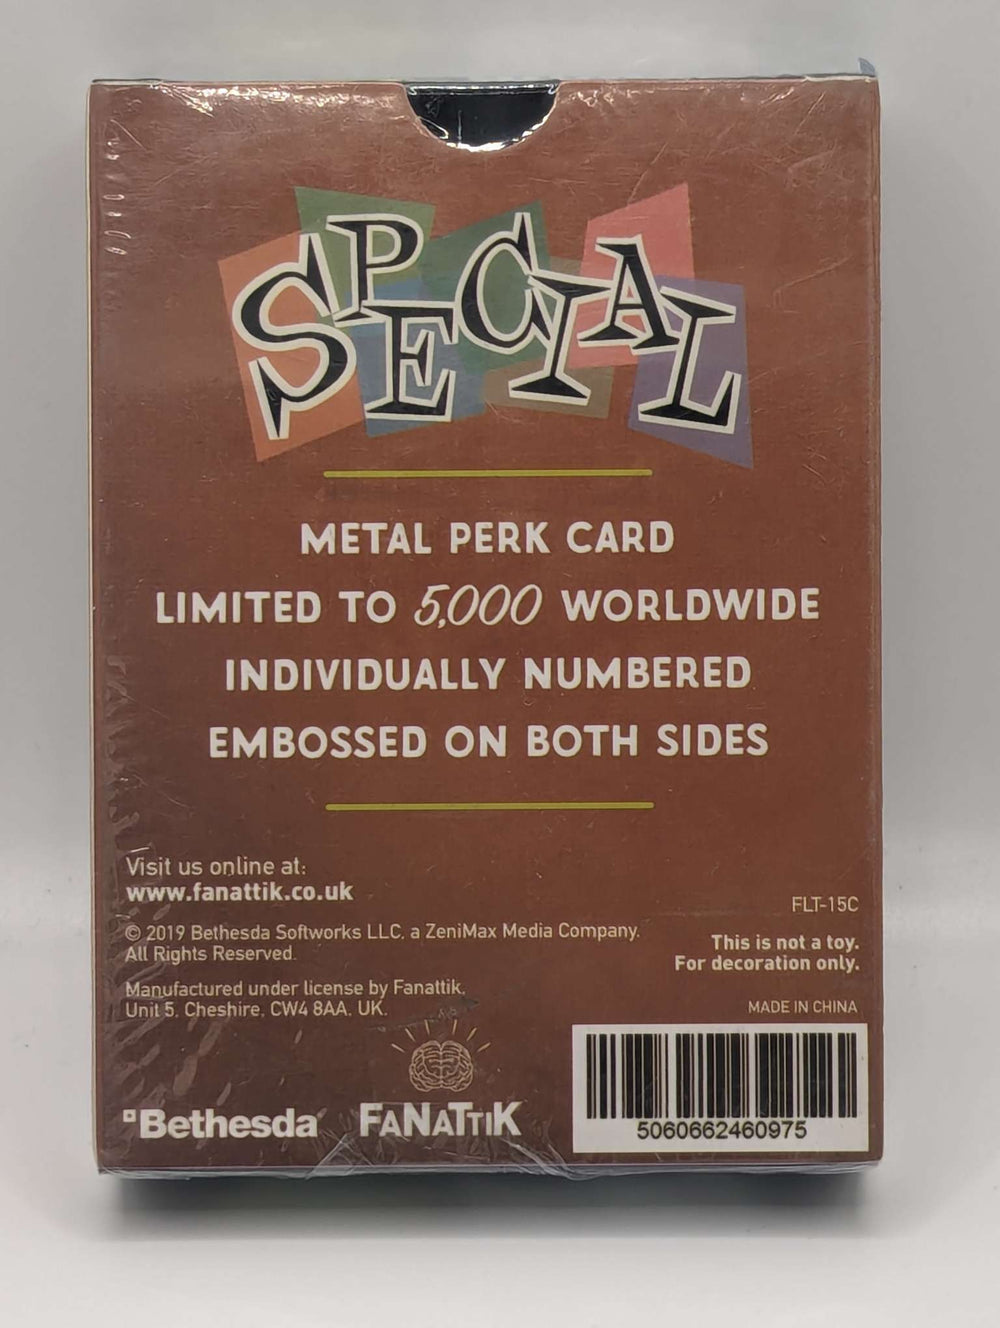 SPECIAL
METAL PERK CARD
LIMITED TO 5,000 WORLDWIDE
INDIVIDUALLY NUMBERED
EMBOSSED ON BOTH SIDES
Visit us online at:
www.fanattik.co.uk
© 2019 Bethesda Softworks LLC, a ZeniMax Media Company.
All Rights Reserved.
Manufactured under license by Fanattik.
Unit 5, Cheshire, CW4 8AA, UK.
FLT-15C
This is not a toy.
For decoration only.
MADE IN CHINA
Bethesda
FANATTIK
5060662460975